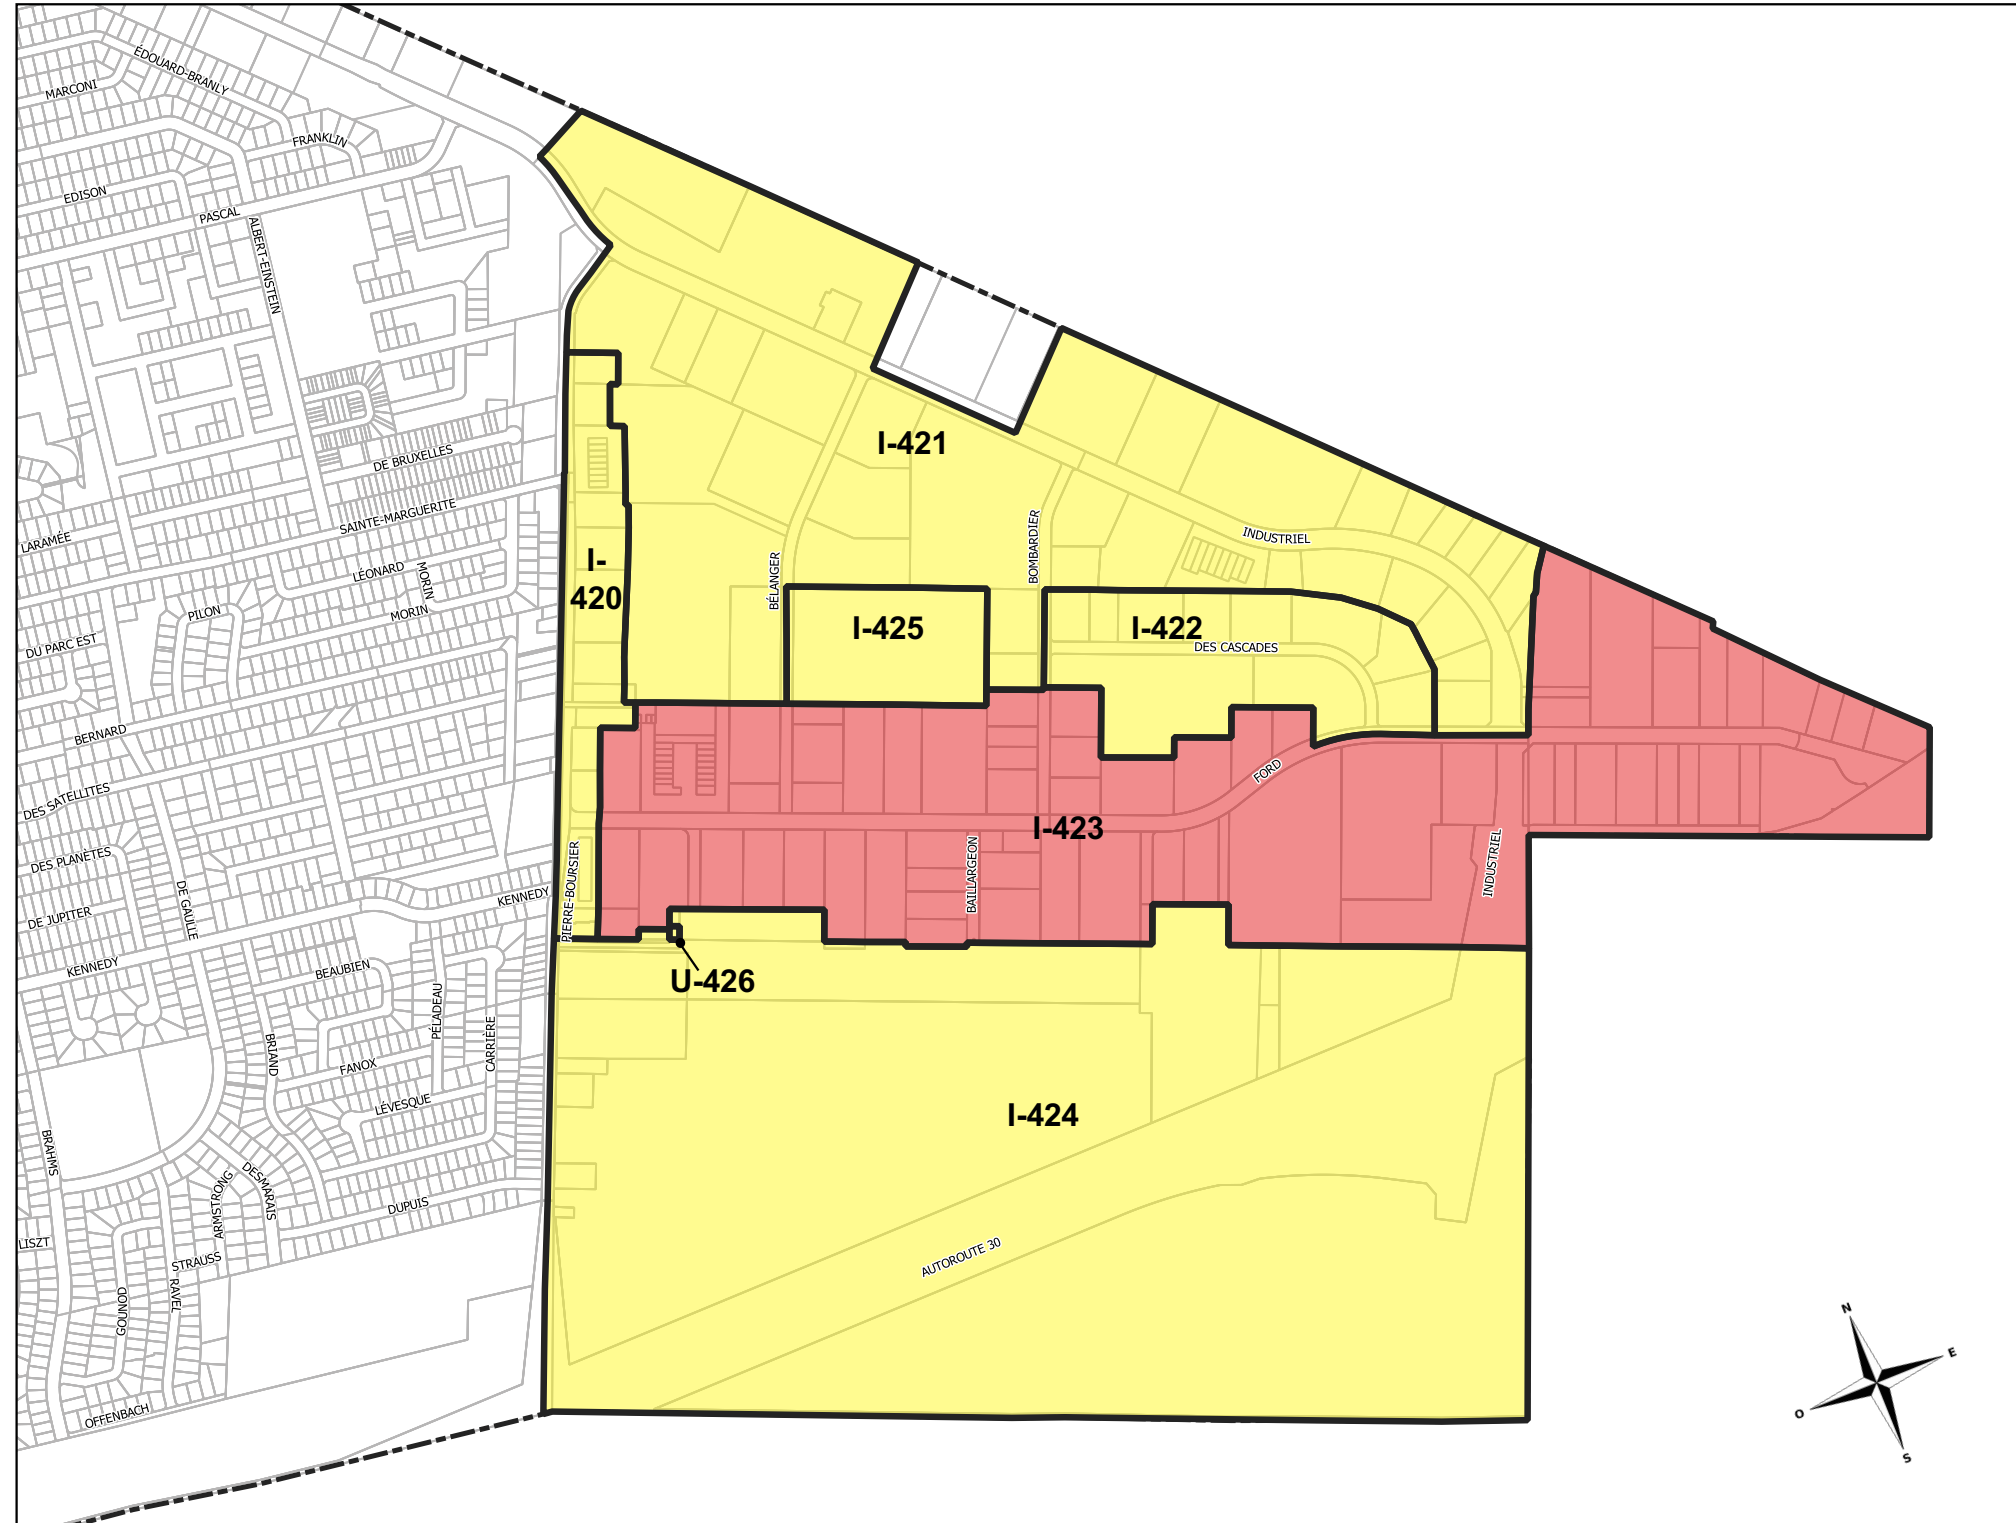 ÉDOUARD-BRANLY
MARCONI
FRANKLIN
EDISON
PASCAL
ALBERT-EINSTEIN
I-421
DE BRUXELLES
SAINTE-MARGUERITE
LARAMÉE
INDUSTRIEL
BOMBARDIER
BÉLANGER
I-
420
LÉONARD
MORIN
MORIN
PILON
I-425
I-422
DU PARC EST
DES CASCADES
BERNARD
FORD
DES SATELLITES
I-423
DES PLANÈTES
PIERRE-BOURSIER
BAILLARGEON
INDUSTRIEL
DE JUPITER
DE GAULLE
KENNEDY
KENNEDY
BEAUBIEN
U-426
PÉLADEAU
CARRIÈRE
BRIAND
FANOX
LÉVESQUE
I-424
BRAHMS
ARMSTRONG
DESMARAIS
DUPUIS
LISZT
STRAUSS
AUTOROUTE 30
GOUNOD
RAVEL
OFFENBACH
N
E
O
S